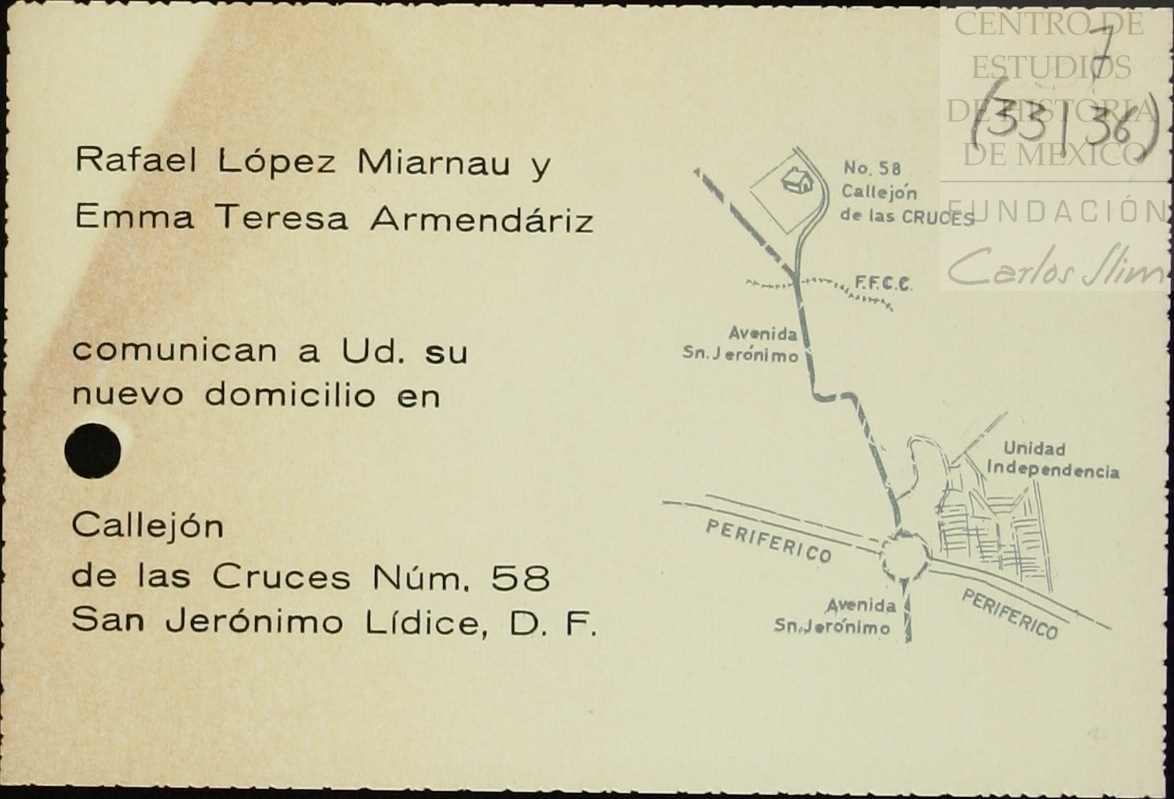 Rafael López Miarnau y
Emma Teresa Armendáriz
comunican a Ud. su
nuevo domicilio en
Callejón
de las Cruces Núm. 58
San Jerónimo Lídice, D. F.
No. 58
Callejón
de las CRUCES
F.F.C.C.
Avenida
Sn. Jerónimo
Unidad
Independencia
PERIFERICO
PERIFERICO
Avenida
Sn. Jerónimo
7
(33|36)
CENTRO DE
ESTUDIOS
DE HISTORIA
DE MEXICO
FUNDACIÓN
Carlos Slim